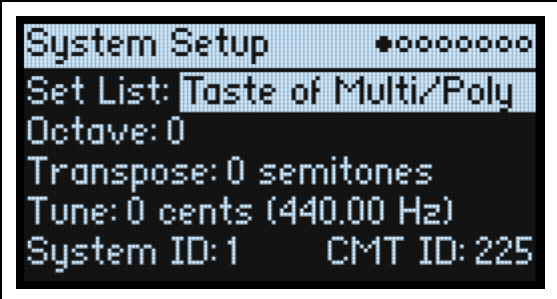 System Setup
Set List: Taste of Multi/Poly
Octave: 0
Transpose: 0 semitones
Tune: 0 cents (440.00 Hz)
System ID: 1 CMT ID: 225